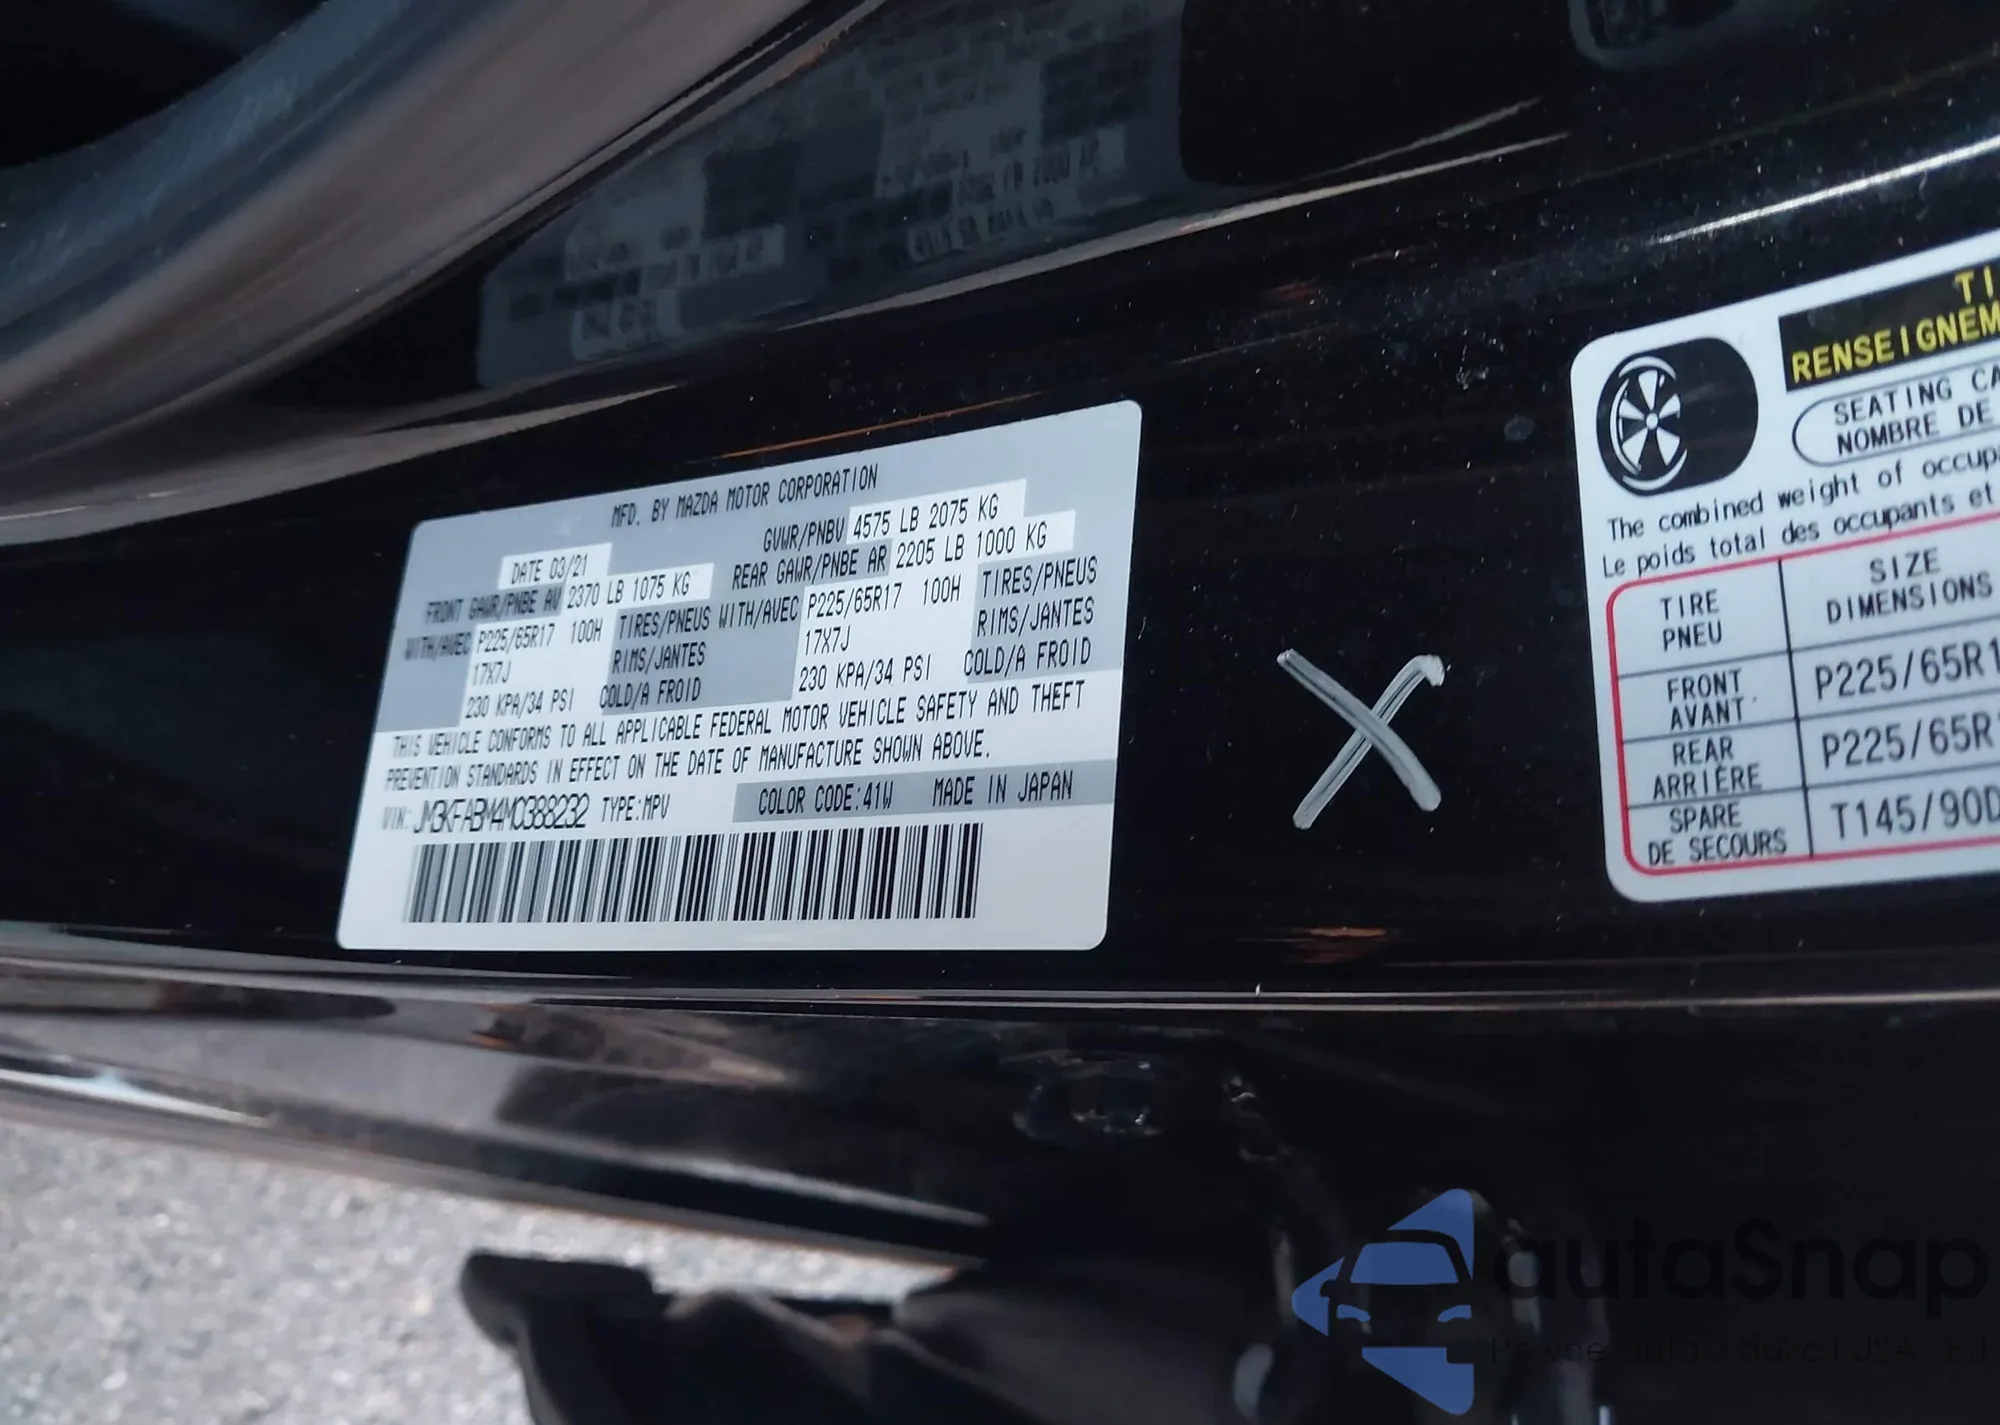 MFD. BY MAZDA MOTOR CORPORATION
DATE 03/21 GVWR/PNBV 4575 LB 2075 KG
FRONT GAWR/PNBE AV 2370 LB 1075 KG REAR GAWR/PNBE AR 2205 LB 1000 KG
WITH/AVEC P225/65R17 100H TIRES/PNEUS WITH/AVEC P225/65R17 100H TIRES/PNEUS
17X7J RIMS/JANTES 17X7J RIMS/JANTES
230 KPA/34 PSI COLD/A FROID 230 KPA/34 PSI COLD/A FROID
THIS VEHICLE CONFORMS TO ALL APPLICABLE FEDERAL MOTOR VEHICLE SAFETY AND THEFT
PREVENTION STANDARDS IN EFFECT ON THE DATE OF MANUFACTURE SHOWN ABOVE.
VIN: JM3KFABM4M0388232 TYPE:MPV COLOR CODE:41W MADE IN JAPAN
X
TI
RENSEIGNEM
SEATING CA
NOMBRE DE
The combined weight of occup
Le poids total des occupants et
TIRE
PNEU
SIZE
DIMENSIONS
FRONT
AVANT
P225/65R1
REAR
ARRIÈRE
P225/65R
SPARE
DE SECOURS
T145/90D
autaSnap